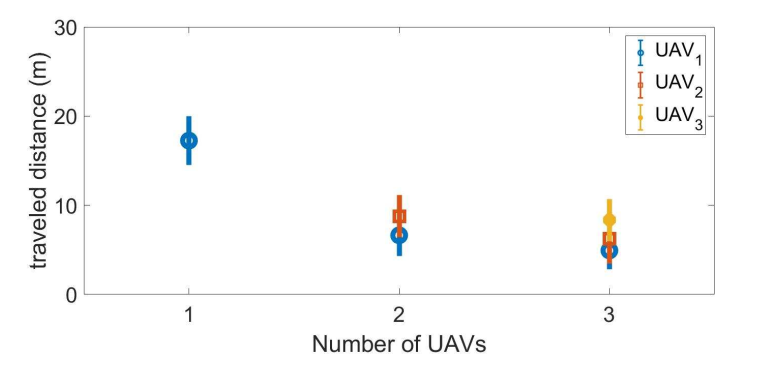 30
20
10
0
traveled distance (m)
1
2
3
Number of UAVs
UAV1
UAV2
UAV3